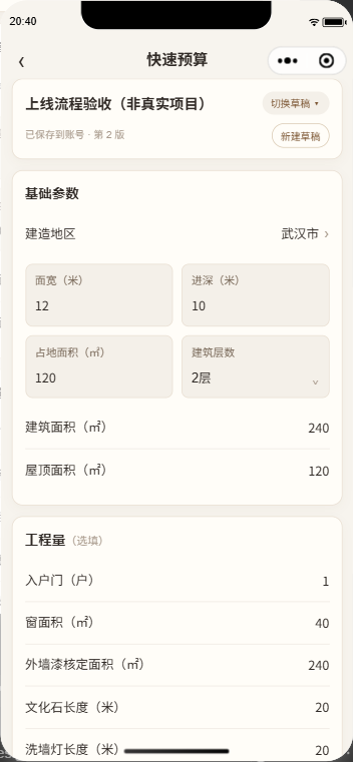 20:40
快速预算
上线流程验收（非真实项目）
切换草稿
已保存到账号 · 第 2 版
新建草稿
基础参数
建造地区
武汉市
面宽（米）
进深（米）
12
10
占地面积（㎡）
建筑层数
120
2层
建筑面积（㎡）
240
屋顶面积（㎡）
120
工程量（选填）
入户门（户）
1
窗面积（㎡）
40
外墙漆核定面积（㎡）
240
文化石长度（米）
20
洗墙灯长度（米）
20